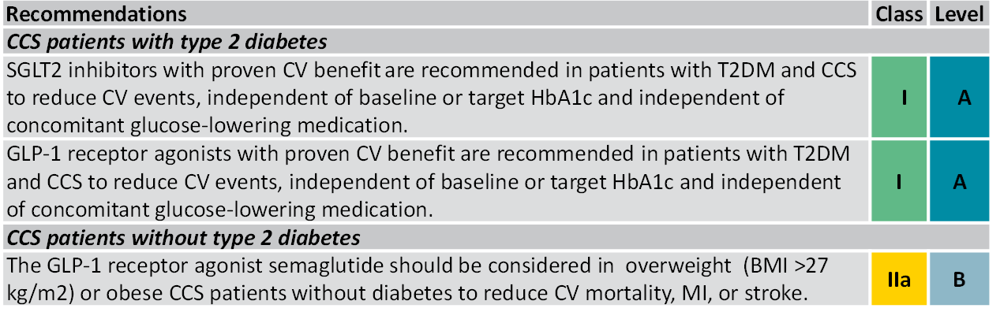 Recommendations Class Level
CCS patients with type 2 diabetes
SGLT2 inhibitors with proven CV benefit are recommended in patients with T2DM and CCS
to reduce CV events, independent of baseline or target HbA1c and independent of
concomitant glucose-lowering medication.
I A
GLP-1 receptor agonists with proven CV benefit are recommended in patients with T2DM
and CCS to reduce CV events, independent of baseline or target HbA1c and independent
of concomitant glucose-lowering medication.
I A
CCS patients without type 2 diabetes
The GLP-1 receptor agonist semaglutide should be considered in overweight (BMI >27
kg/m2) or obese CCS patients without diabetes to reduce CV mortality, MI, or stroke.
IIa B